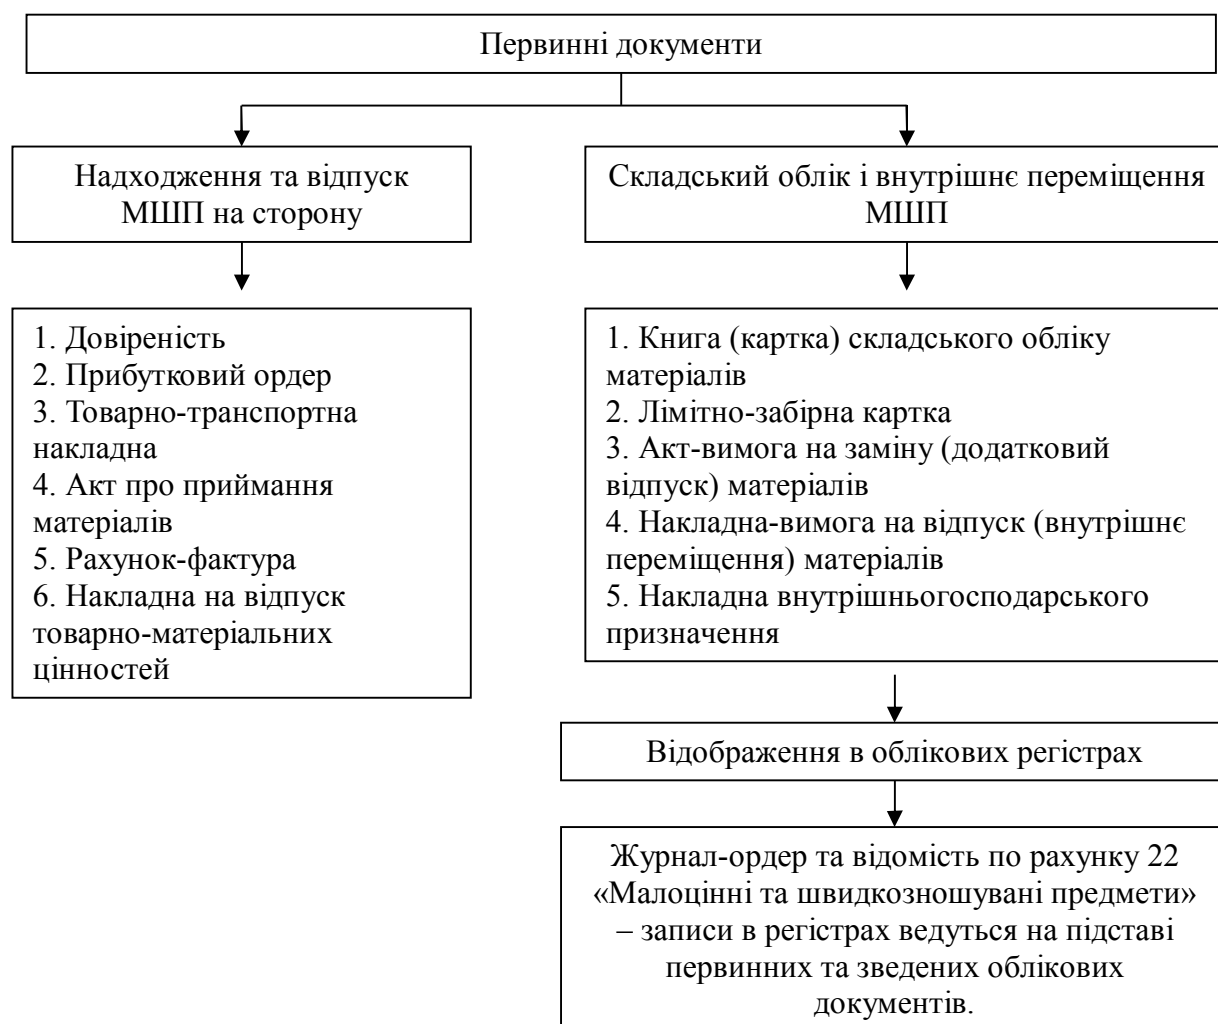 Первинні документи
Надходження та відпуск
МШП на сторону
Складський облік і внутрішнє переміщення
МШП
1. Довіреність
2. Прибутковий ордер
3. Товарно-транспортна
накладна
4. Акт про приймання
матеріалів
5. Рахунок-фактура
6. Накладна на відпуск
товарно-матеріальних
цінностей
1. Книга (картка) складського обліку
матеріалів
2. Лімітно-забірна картка
3. Акт-вимога на заміну (додатковий
відпуск) матеріалів
4. Накладна-вимога на відпуск (внутрішнє
переміщення) матеріалів
5. Накладна внутрішньогосподарського
призначення
Відображення в облікових регістрах
Журнал-ордер та відомість по рахунку 22
«Малоцінні та швидкозношувані предмети»
– записи в регістрах ведуться на підставі
первинних та зведених облікових
документів.